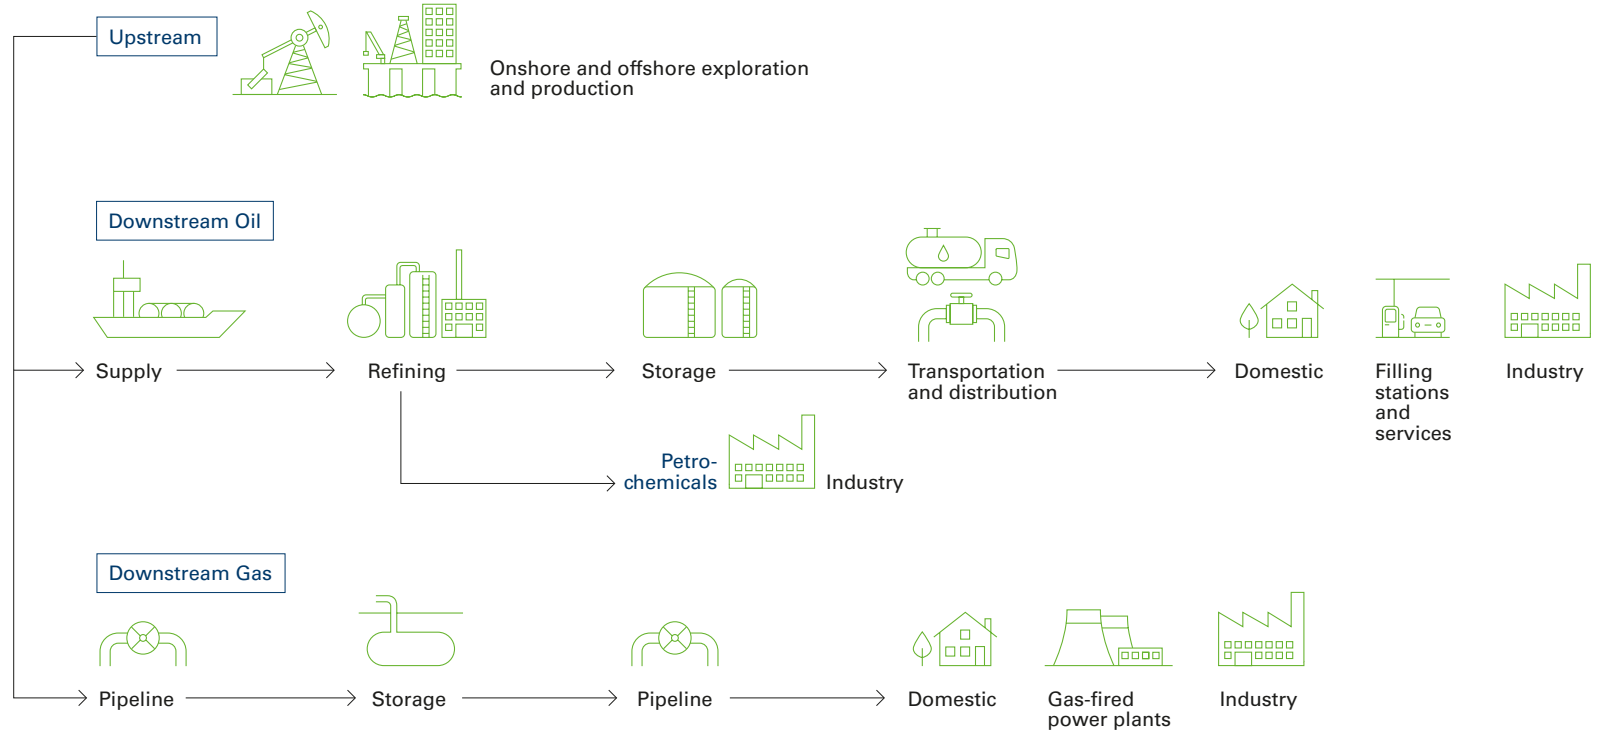 Upstream
Onshore and offshore exploration
and production
Downstream Oil
Supply
Refining
Storage
Transportation
and distribution
Domestic
Filling
stations
and
services
Industry
Petro-
chemicals
Industry
Downstream Gas
Pipeline
Storage
Pipeline
Domestic
Gas-fired
power plants
Industry